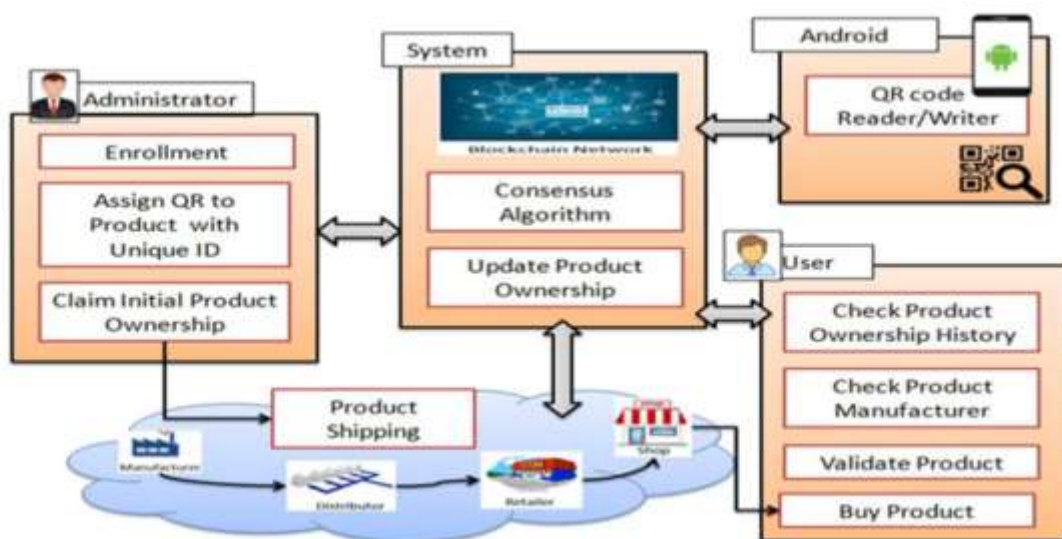 Administrator
Enrollment
Assign QR to
Product with
Unique ID
Claim Initial Product
Ownership
System
Blockchain Network
Consensus
Algorithm
Update Product
Ownership
Android
QR code
Reader/Writer
User
Check Product
Ownership History
Check Product
Manufacturer
Validate Product
Buy Product
Product
Shipping
Manufacturer
Distributer
Retailer
Shop